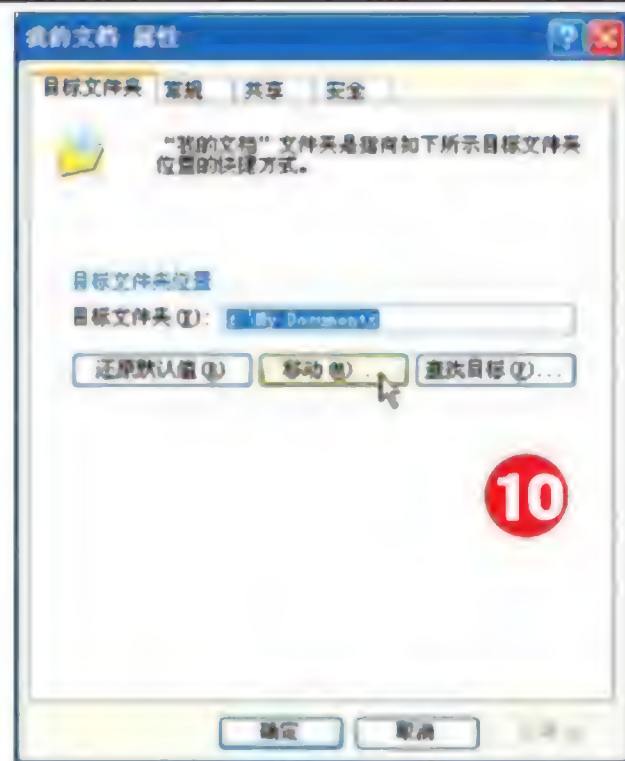 我的文档 属性
目标文件夹 常规 共享 安全
“我的文档”文件夹是指向如下所示目标文件夹
位置的快捷方式。
目标文件夹位置
目标文件夹(T): My Documents
还原默认值(R) 移动(M)... 查找目标(F)...
10
确定 取消